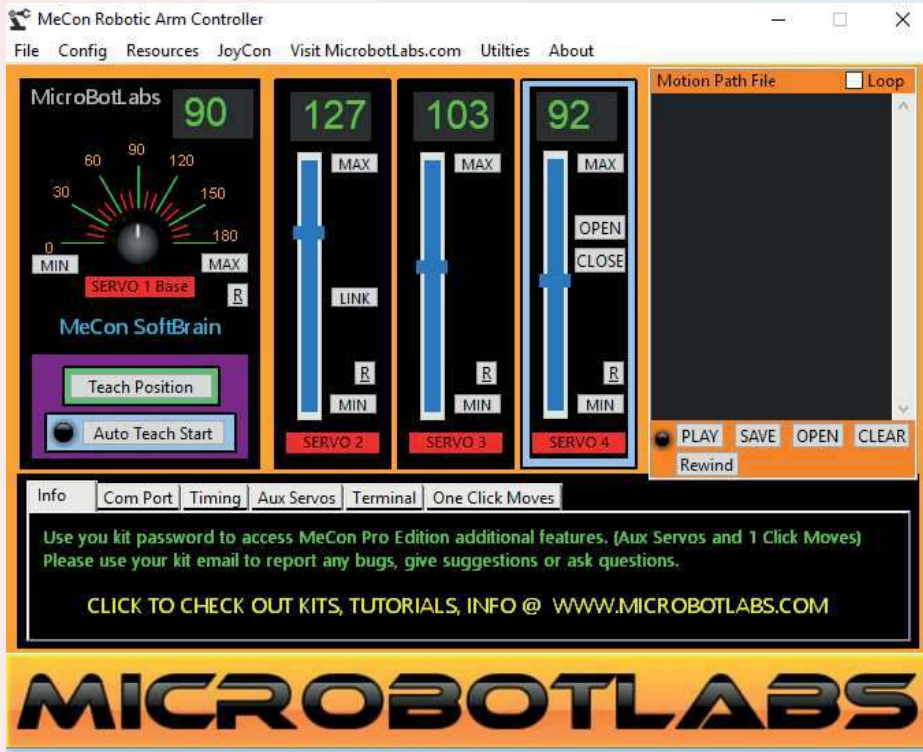 MeCon Robotic Arm Controller
File Config Resources JoyCon Visit MicrobotLabs.com Utilties About
MicroBotLabs
90
0
30
60
90
120
150
180
MIN
MAX
SERVO 1 Base
R
MeCon SoftBrain
Teach Position
Auto Teach Start
127
MAX
LINK
R
MIN
SERVO 2
103
MAX
R
MIN
SERVO 3
92
MAX
OPEN
CLOSE
R
MIN
SERVO 4
Motion Path File Loop
PLAY SAVE OPEN CLEAR
Rewind
Info Com Port Timing Aux Servos Terminal One Click Moves
Use you kit password to access MeCon Pro Edition additional features. (Aux Servos and 1 Click Moves)
Please use your kit email to report any bugs, give suggestions or ask questions.
CLICK TO CHECK OUT KITS, TUTORIALS, INFO @ WWW.MICROBOTLABS.COM
MICROBOTLABS